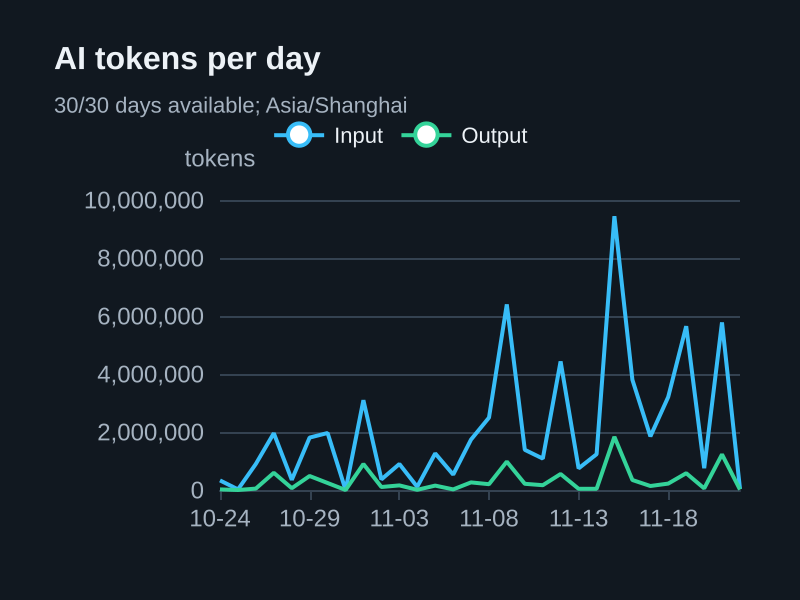 AI tokens per day
30/30 days available; Asia/Shanghai
Input Output
tokens
10,000,000
8,000,000
6,000,000
4,000,000
2,000,000
0
10-24 10-29 11-03 11-08 11-13 11-18